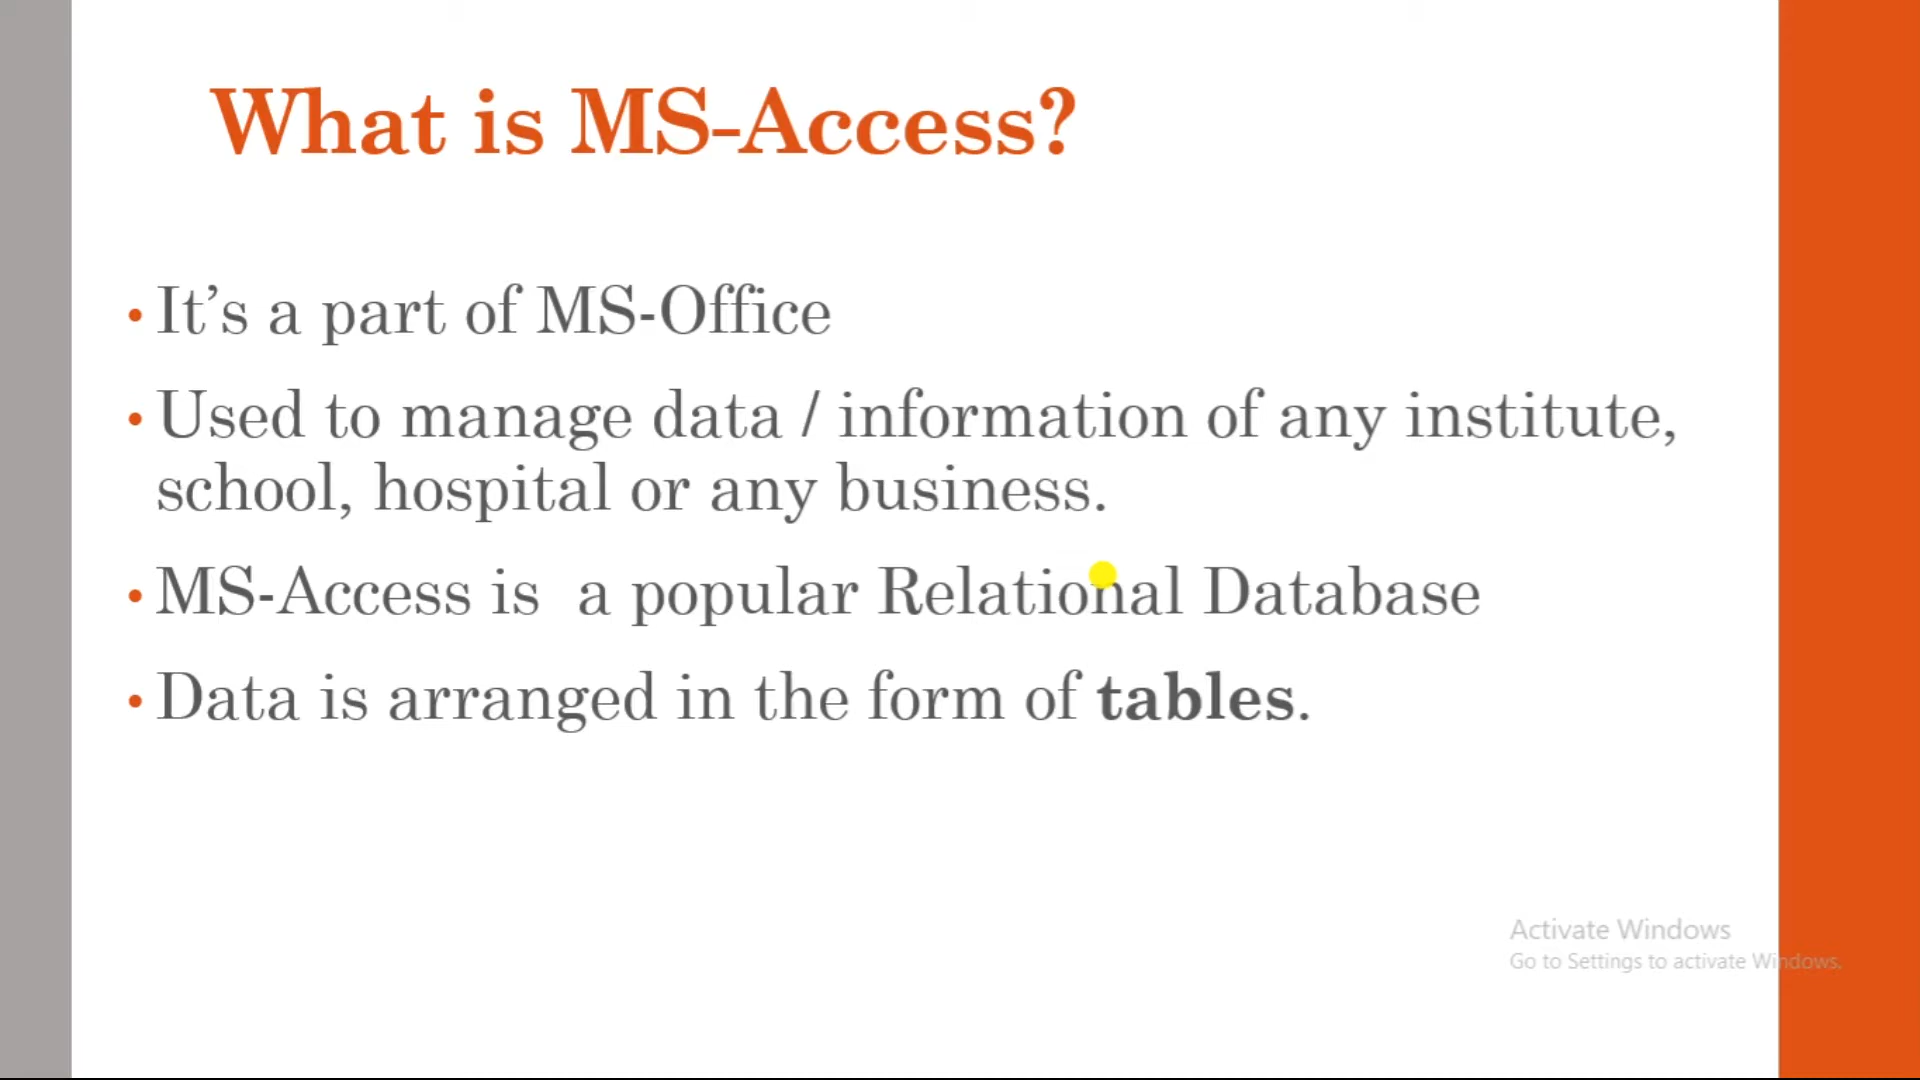 What is MS-Access?
• It’s a part of MS-Office
• Used to manage data / information of any institute,
school, hospital or any business.
• MS-Access is  a popular Relational Database
• Data is arranged in the form of tables.
Activate Windows
Go to Settings to activate Windows.